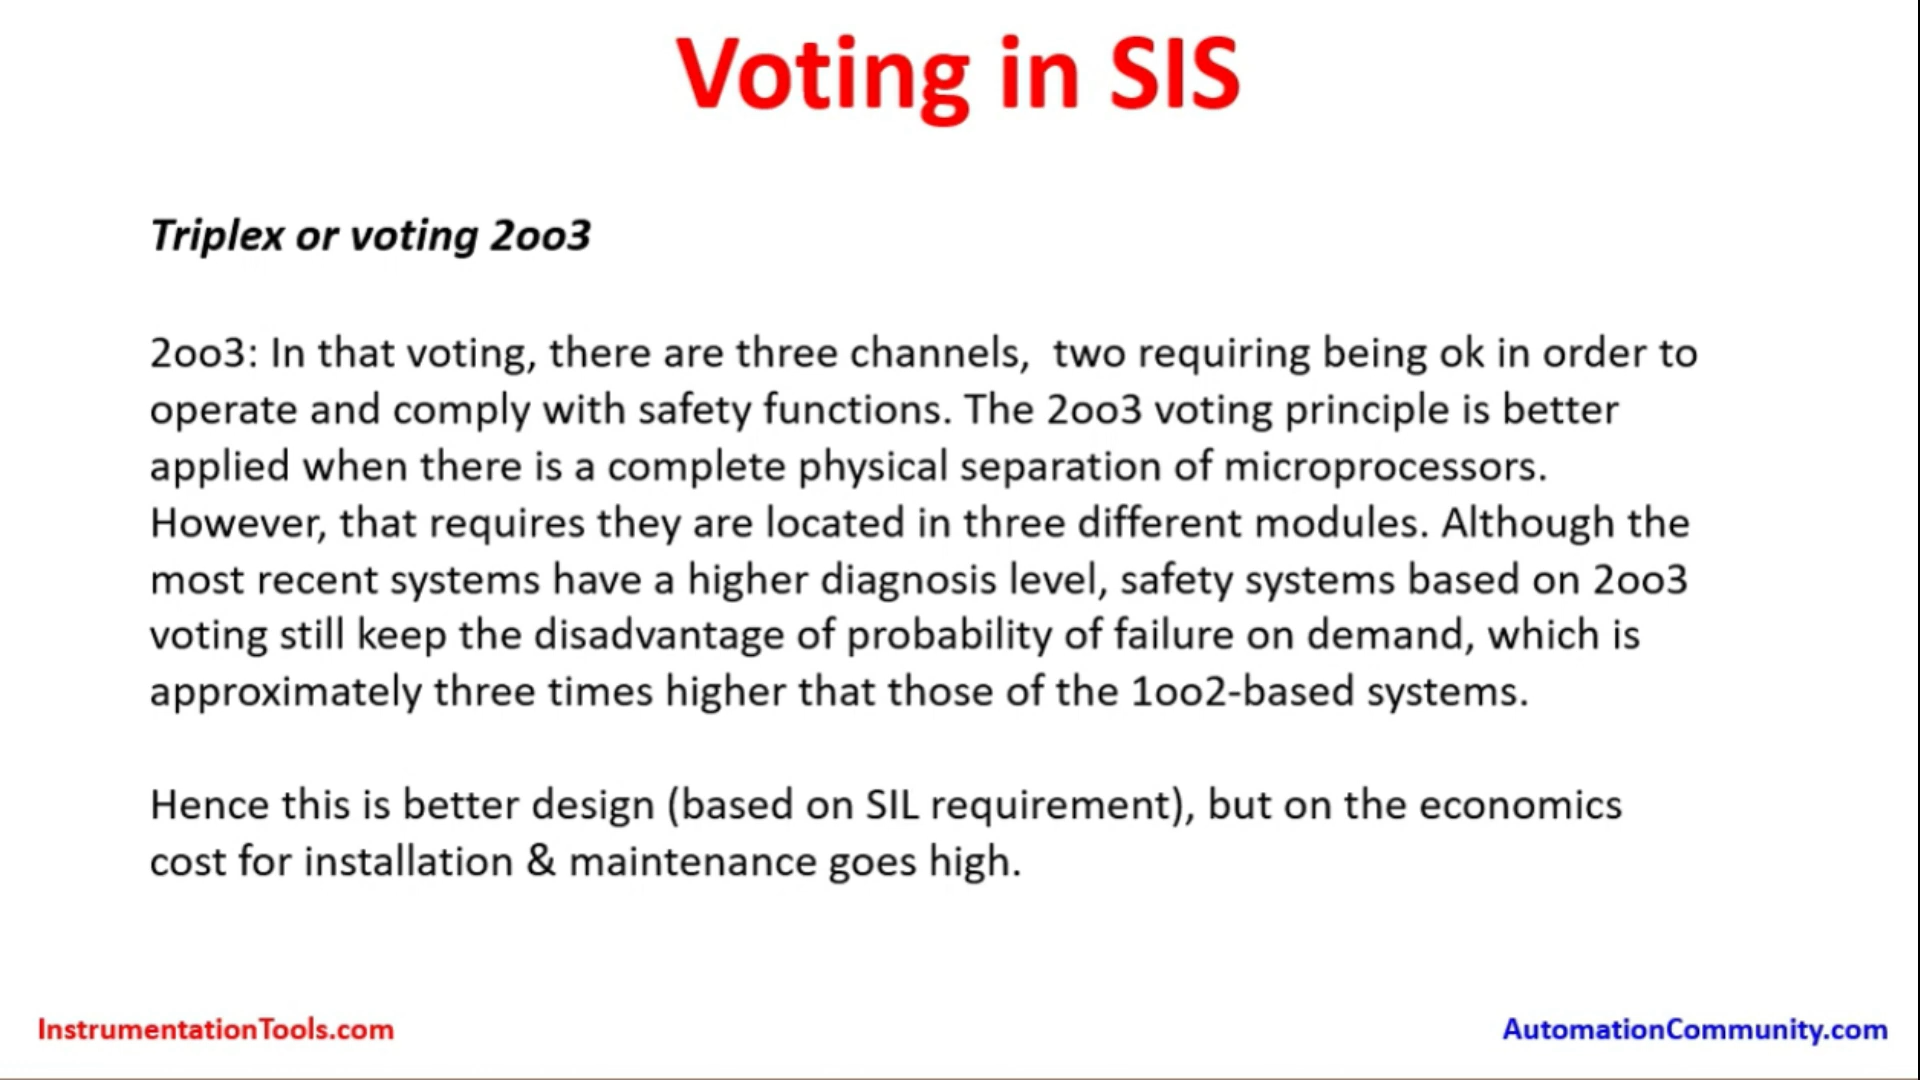 Voting in SIS
Triplex or voting 2oo3
2oo3: In that voting, there are three channels,  two requiring being ok in order to
operate and comply with safety functions. The 2oo3 voting principle is better
applied when there is a complete physical separation of microprocessors.
However, that requires they are located in three different modules. Although the
most recent systems have a higher diagnosis level, safety systems based on 2oo3
voting still keep the disadvantage of probability of failure on demand, which is
approximately three times higher that those of the 1oo2-based systems.
Hence this is better design (based on SIL requirement), but on the economics
cost for installation & maintenance goes high.
InstrumentationTools.com
AutomationCommunity.com